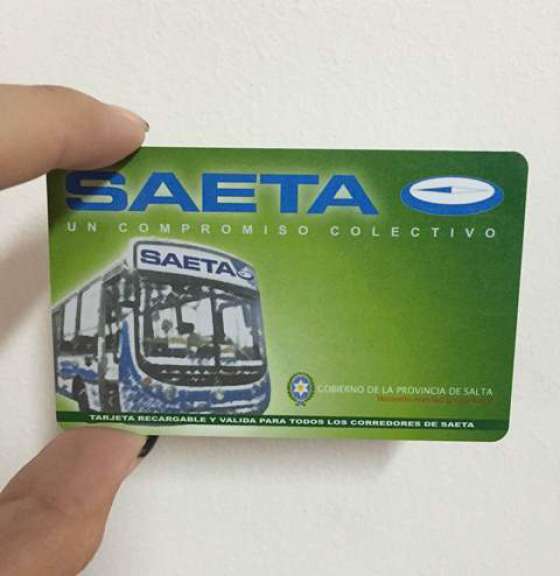 SAETA
UN COMPROMISO COLECTIVO
SAETA
GOBIERNO DE LA PROVINCIA DE SALTA
TARJETA RECARGABLE Y VALIDA PARA TODOS LOS CORREDORES DE SAETA